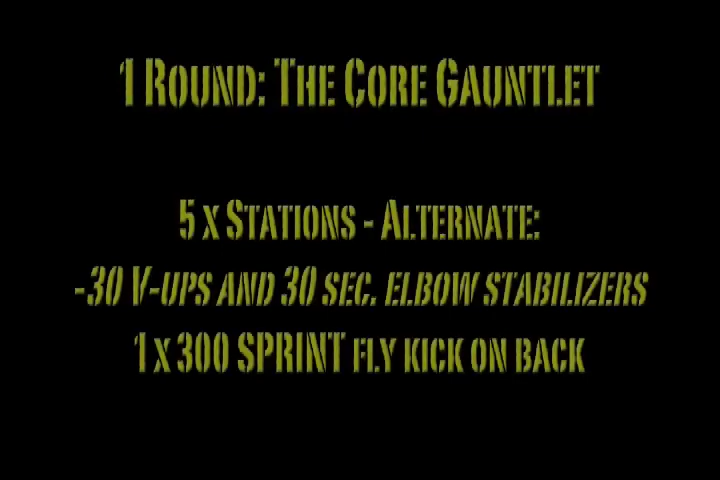 1 Round: The Core Gauntlet
5 x Stations - Alternate:
-30 V-ups and 30 sec. elbow stabilizers
1 x 300 SPRINT fly kick on back